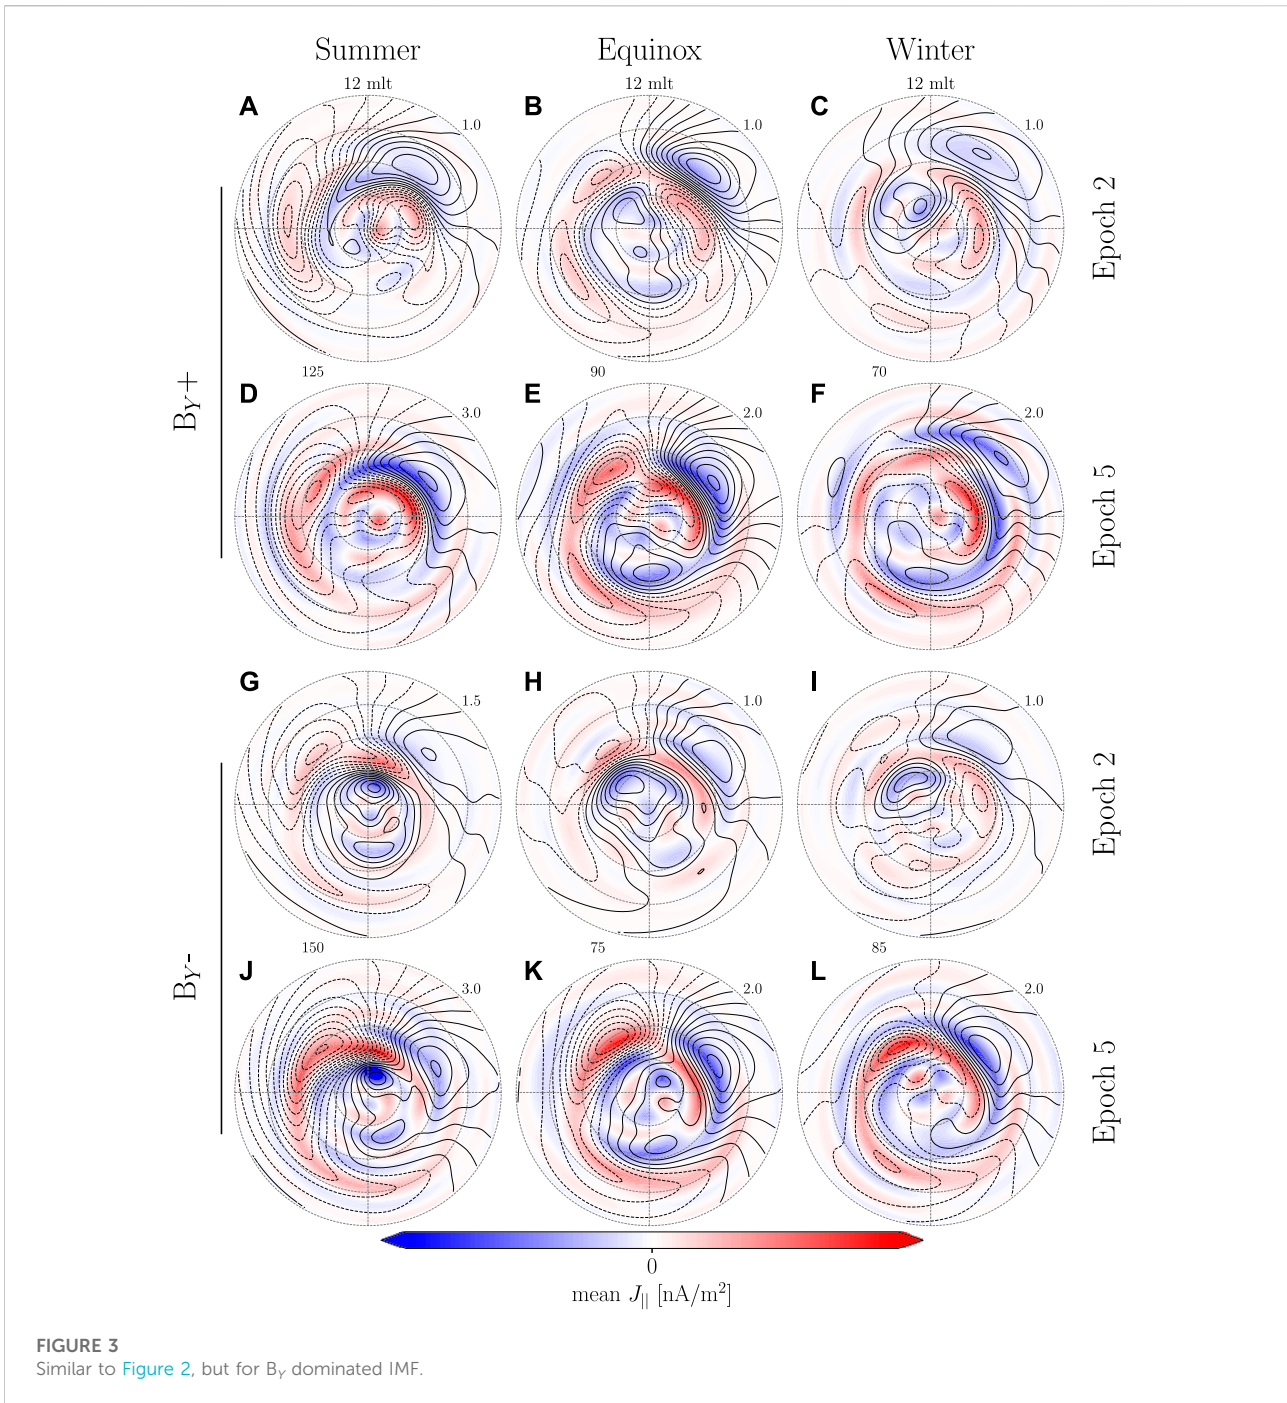 Summer Equinox Winter
12 mlt 12 mlt 12 mlt
A 1.0 B 1.0 C 1.0
Epoch 2
125 90 70
D 3.0 E 2.0 F 2.0
Epoch 5
B_Y+
G 1.5 H 1.0 I 1.0
Epoch 2
150 75 85
J 3.0 K 2.0 L 2.0
Epoch 5
B_Y-
0
mean J_|| [nA/m²]
FIGURE 3
Similar to Figure 2, but for B_Y dominated IMF.